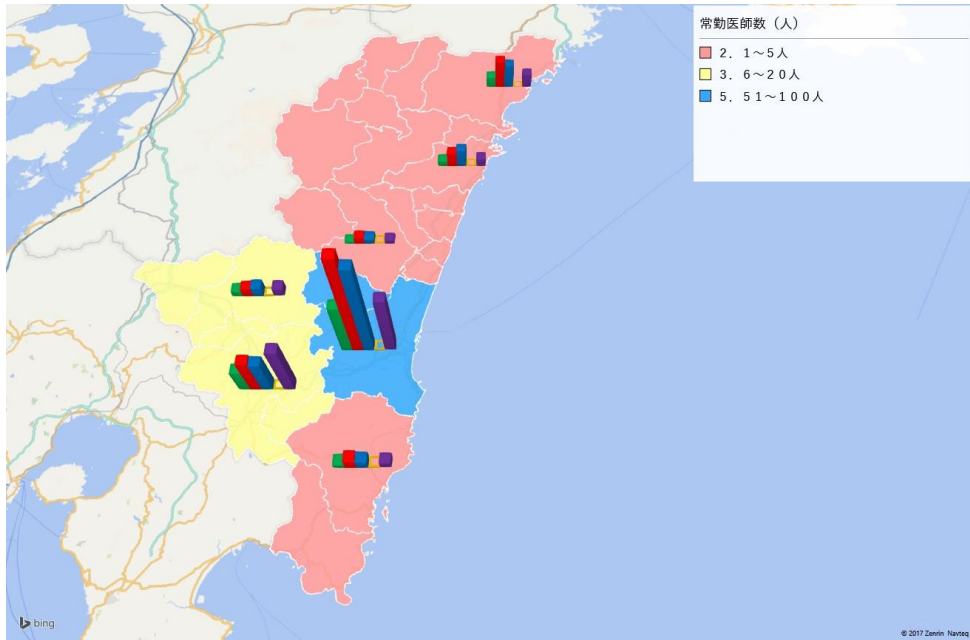 常勤医師数（人）
２．１～５人
３．６～２０人
５．５１～１００人
bing
© 2017 Zenrin Navteq